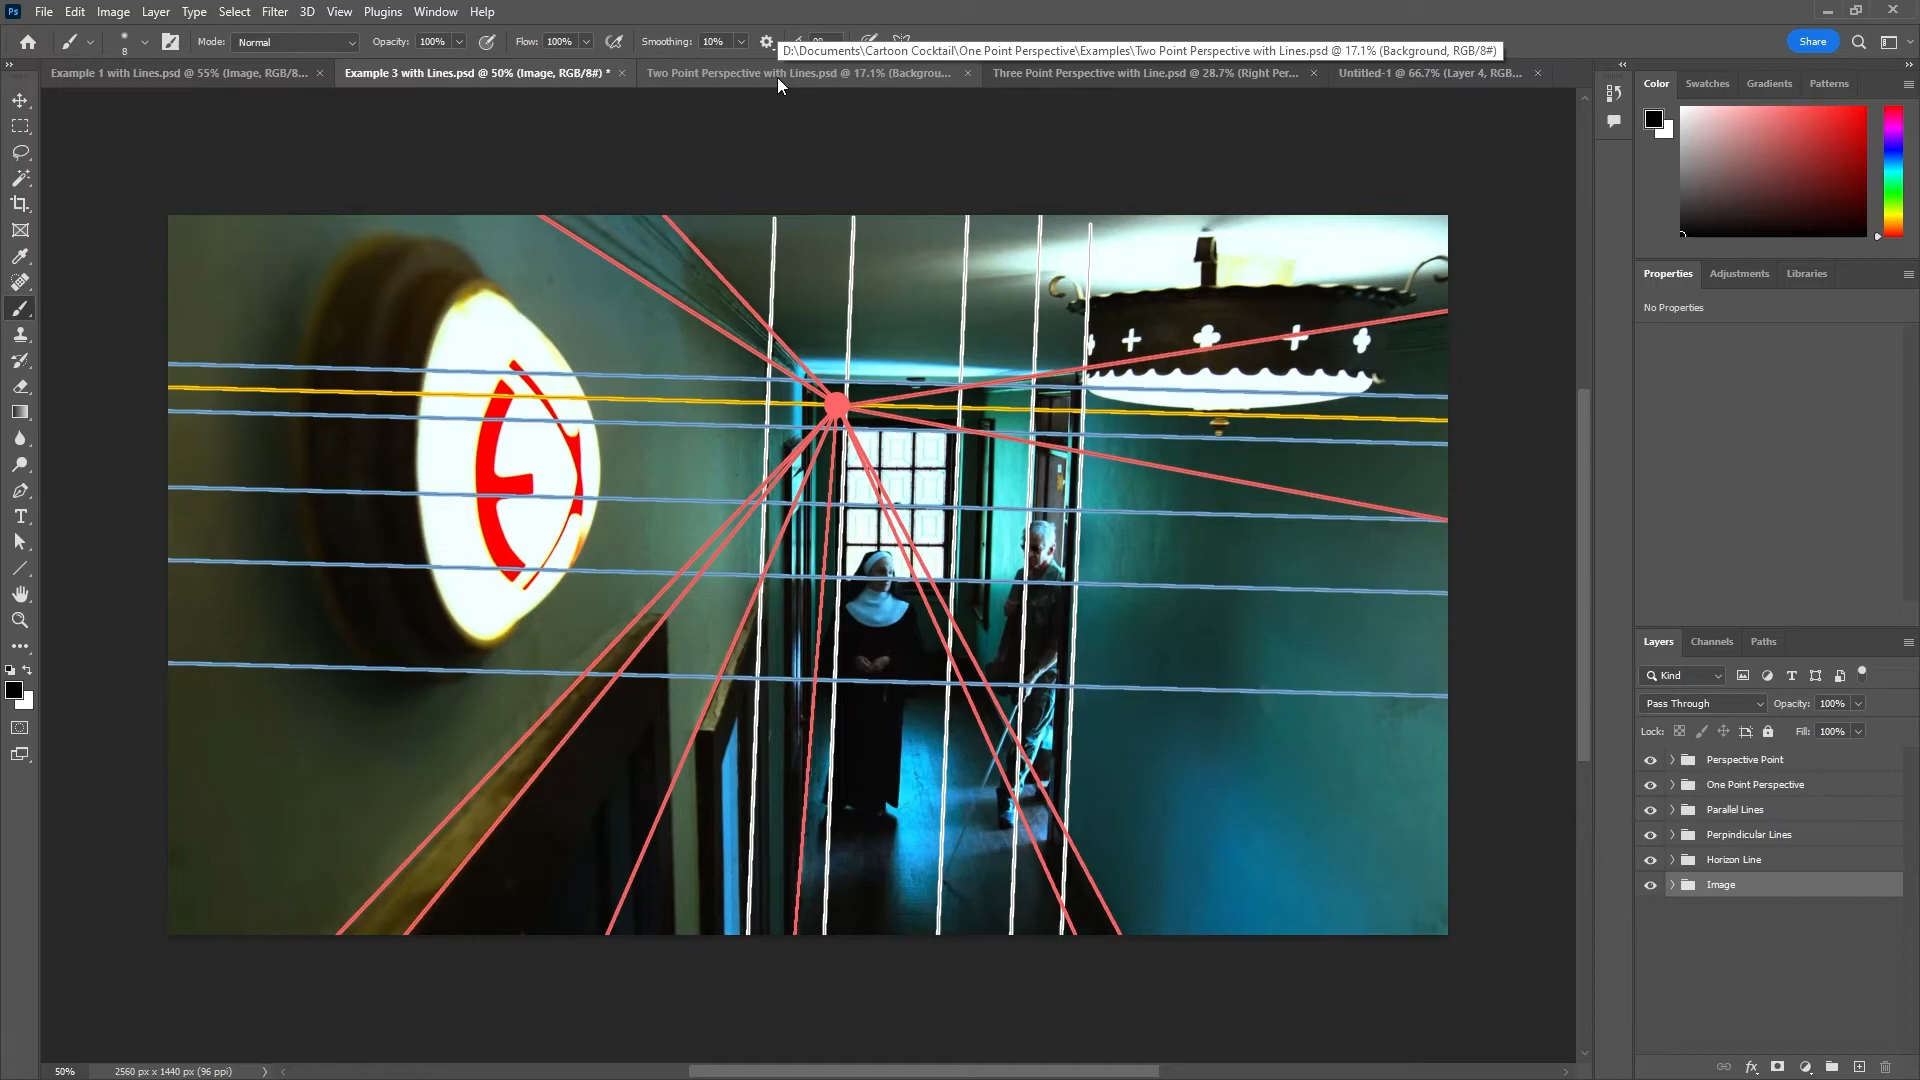 Ps File Edit Image Layer Type Select Filter 3D View Plugins Window Help
8 Mode: Normal Opacity: 100% Flow: 100% Smoothing: 10% Share
D:\Documents\Cartoon Cocktail\One Point Perspective\Examples\Two Point Perspective with Lines.psd @ 17.1% (Background, RGB/8#)
Example 1 with Lines.psd @ 55% (Image, RGB/8... × Example 3 with Lines.psd @ 50% (Image, RGB/8#) * × Two Point Perspective with Lines.psd @ 17.1% (Backgrou... × Three Point Perspective with Line.psd @ 28.7% (Right Per... × Untitled-1 @ 66.7% (Layer 4, RGB... ×
Color Swatches Gradients Patterns
Properties Adjustments Libraries
No Properties
Layers Channels Paths
Kind
Pass Through Opacity: 100%
Lock: Fill: 100%
Perspective Point
One Point Perspective
Parallel Lines
Perpindicular Lines
Horizon Line
Image
50% 2560 px x 1440 px (96 ppi)